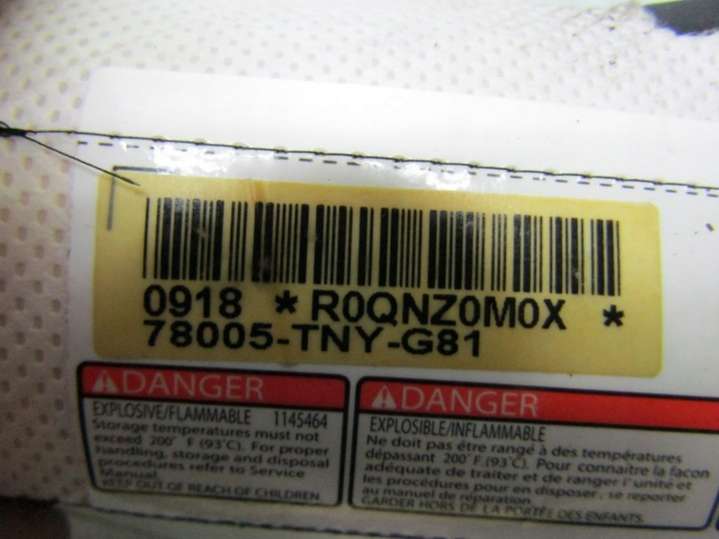 0918 *R0QNZ0M0X *
78005-TNY-G81
DANGER
EXPLOSIVE/FLAMMABLE 1145464
Storage temperatures must not
exceed 200°F (93°C). For proper
handling, storage and disposal
procedures refer to Service
Manual.
KEEP OUT OF REACH OF CHILDREN.
DANGER
EXPLOSIBLE/INFLAMMABLE
Ne doit pas étre rangé à des températures
dépassant 200°F (93°C). Pour connaitre la façon
adéquate de traiter et de ranger l'unité et
les procédures pour en disposer, se reporter
au manuel de réparation.
GARDER HORS DE LA PORTÉE DES ENFANTS.